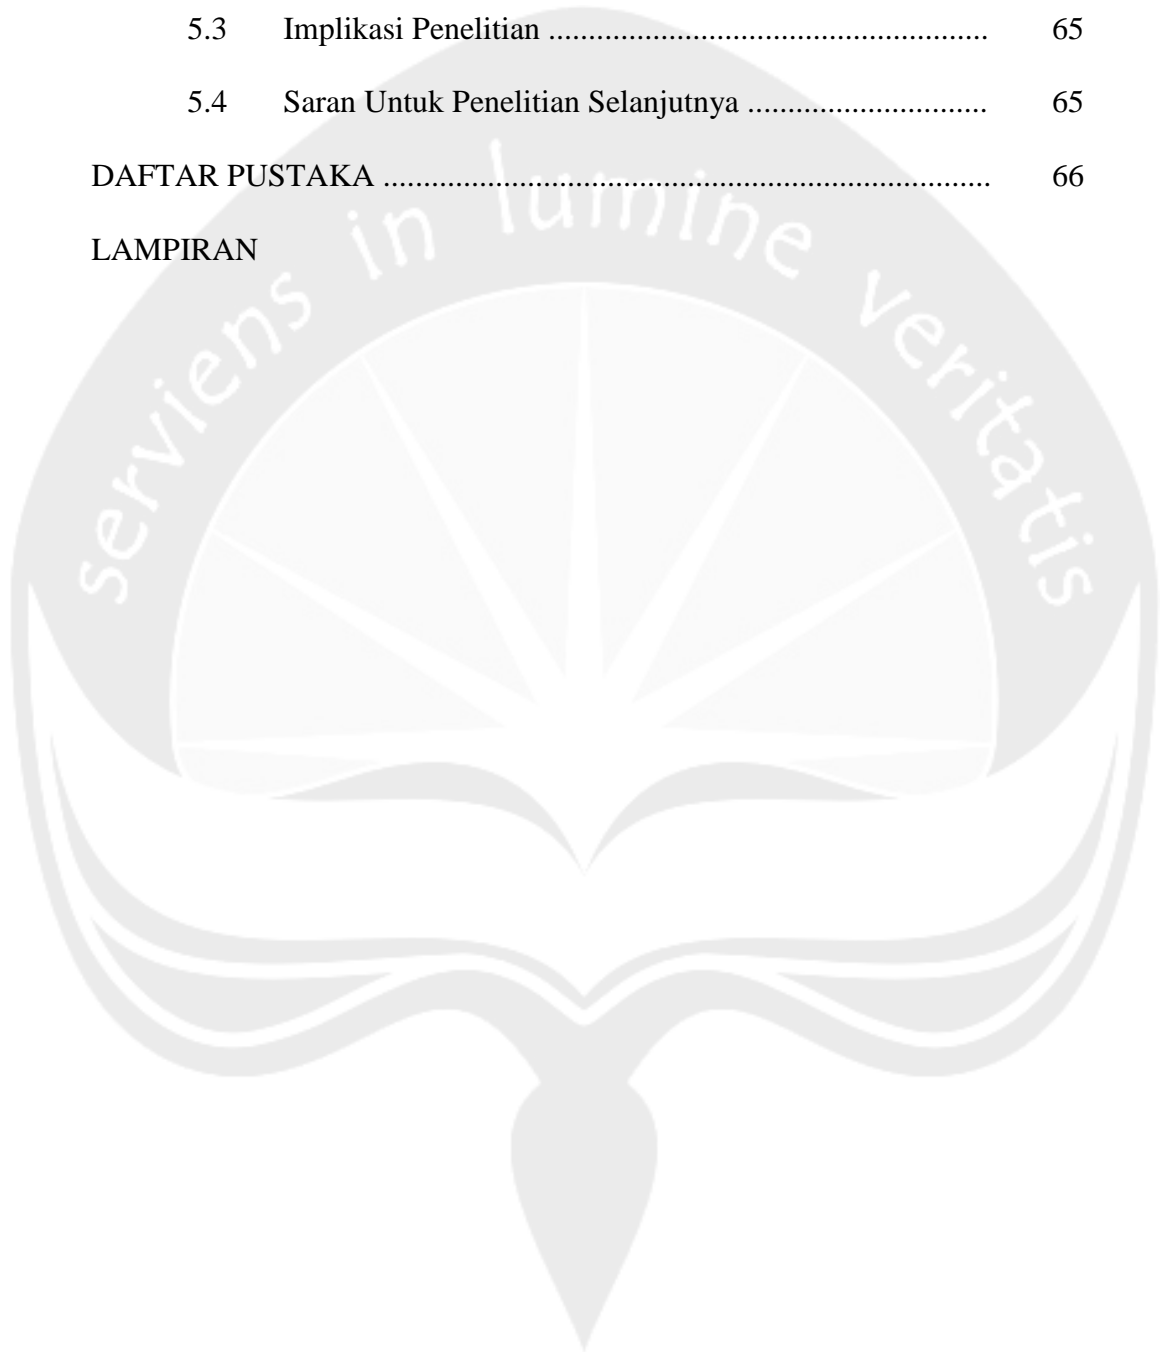 5.3 Implikasi Penelitian ....................................................... 65
5.4 Saran Untuk Penelitian Selanjutnya .............................. 65
DAFTAR PUSTAKA ............................................................................ 66
LAMPIRAN
serviens in lumine veritatis